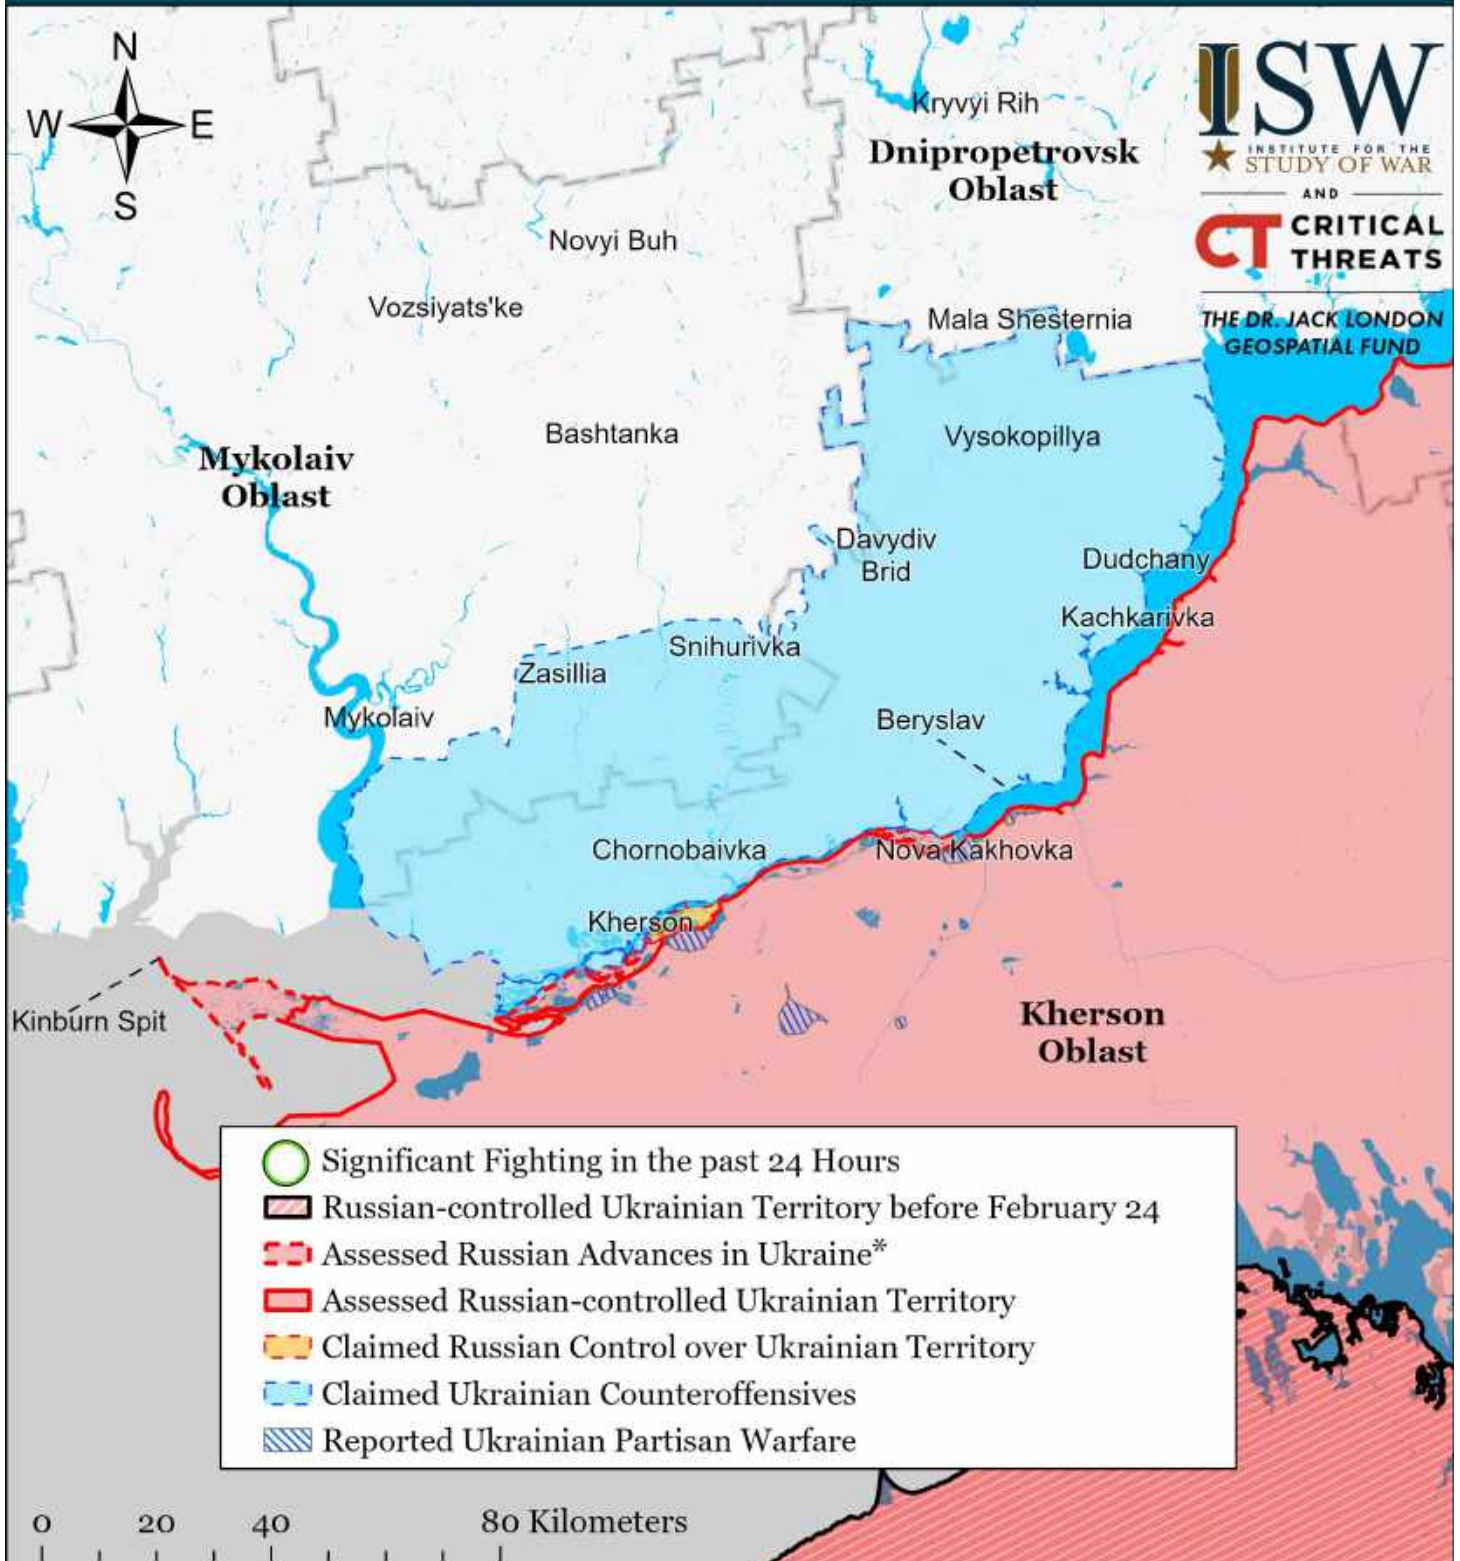 N
W E
S
ISW
INSTITUTE FOR THE
STUDY OF WAR
AND
CT CRITICAL
THREATS
THE DR. JACK LONDON
GEOSPATIAL FUND
Kryvyi Rih
Dnipropetrovsk
Oblast
Novyi Buh
Vozsiyats'ke
Mala Shesternia
Bashtanka
Vysokopillya
Mykolaiv
Oblast
Davydiv
Brid
Dudchany
Kachkarivka
Snihurivka
Zasillia
Mykolaiv
Beryslav
Chornobaivka
Nova Kakhovka
Kherson
Kinburn Spit
Kherson
Oblast
Significant Fighting in the past 24 Hours
Russian-controlled Ukrainian Territory before February 24
Assessed Russian Advances in Ukraine*
Assessed Russian-controlled Ukrainian Territory
Claimed Russian Control over Ukrainian Territory
Claimed Ukrainian Counteroffensives
Reported Ukrainian Partisan Warfare
0 20 40 80 Kilometers